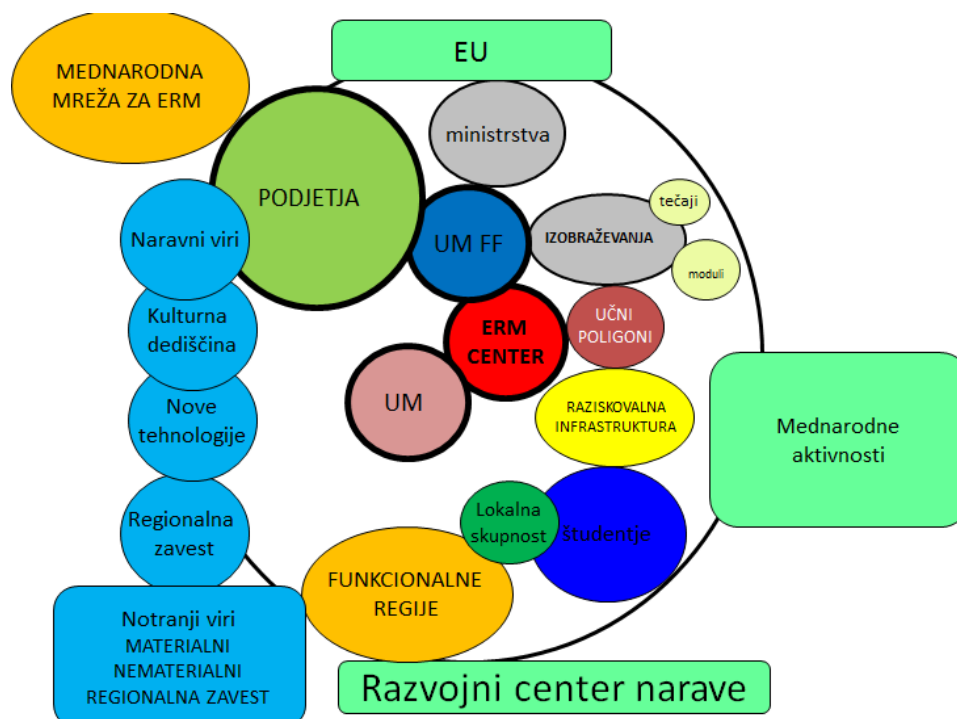 EU
MEDNARODNA
MREŽA ZA ERM
ministrstva
PODJETJA
tečaji
Naravni viri
UM FF
IZOBRAŽEVANJA
moduli
Kulturna
dediščina
ERM
CENTER
UČNI
POLIGONI
UM
Nove
tehnologije
RAZISKOVALNA
INFRASTRUKTURA
Mednarodne
aktivnosti
Regionalna
zavest
Lokalna
skupnost
študentje
FUNKCIONALNE
REGIJE
Notranji viri
MATERIALNI
NEMATERIALNI
REGIONALNA ZAVEST
Razvojni center narave